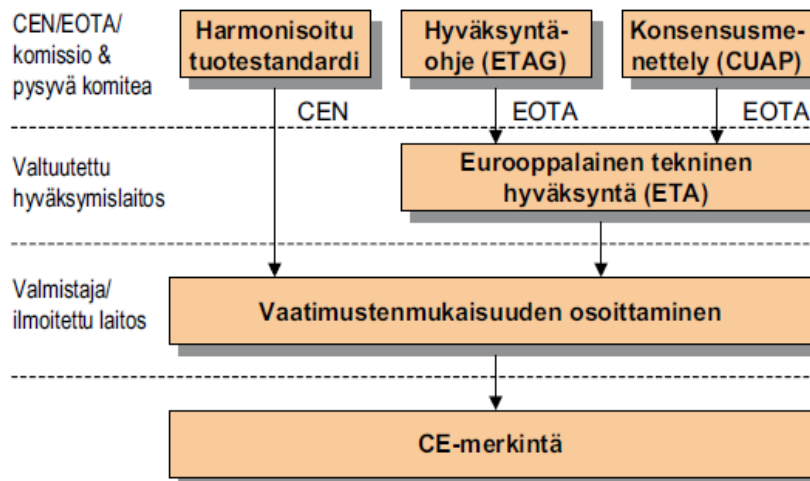 CEN/EOTA/
komissio &
pysyvä komitea
Harmonisoitu
tuotestandardi
Hyväksyntä-
ohje (ETAG)
Konsensusme-
nettely (CUAP)
CEN
EOTA
EOTA
Valtuutettu
hyväksymislaitos
Eurooppalainen tekninen
hyväksyntä (ETA)
Valmistaja/
ilmoitettu laitos
Vaatimustenmukaisuuden osoittaminen
CE-merkintä